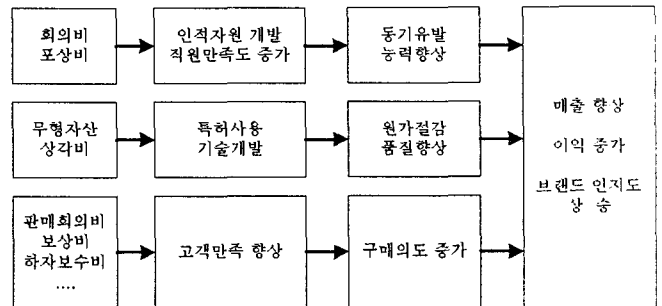 회의비
포상비
인적자원 개발
직원만족도 증가
동기유발
능력향상
무형자산
상각비
특허사용
기술개발
원가절감
품질향상
판매회의비
보상비
하자보수비
....
고객만족 향상
구매의도 증가
매출 향상
이익 증가
브랜드 인지도
상 승